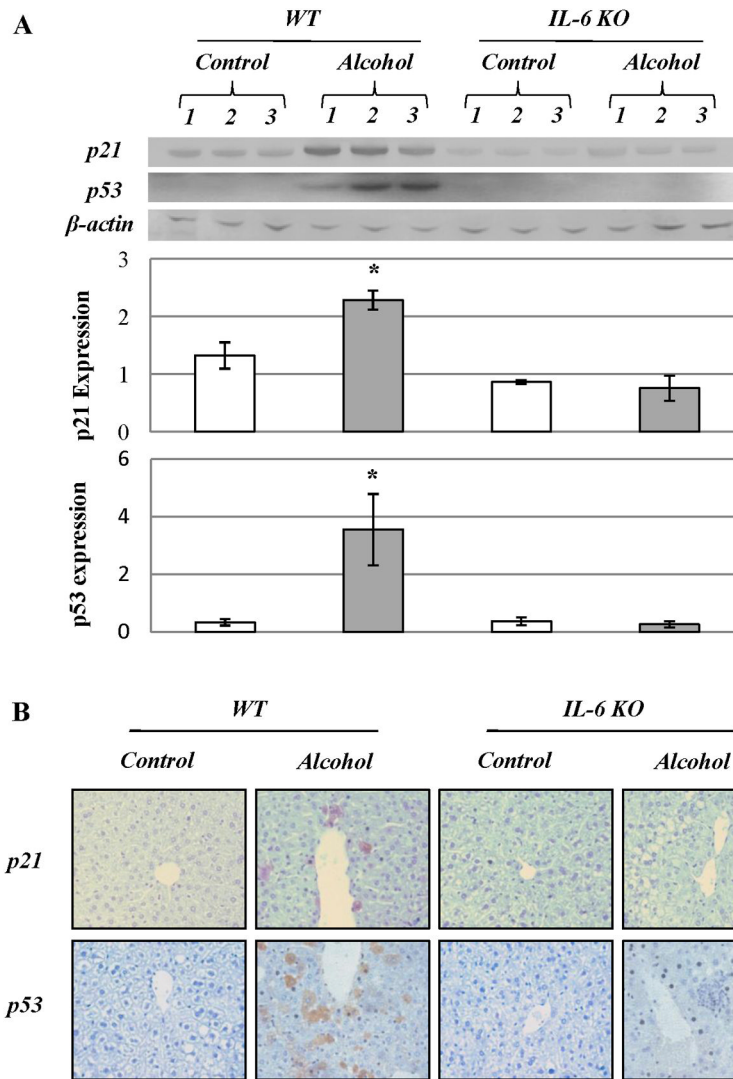 A
WT IL-6 KO
Control Alcohol Control Alcohol
1 2 3 1 2 3 1 2 3 1 2 3
p21
p53
β-actin
3
2
1
0
p21 Expression
*
6
4
2
0
p53 expression
*
B
WT IL-6 KO
Control Alcohol Control Alcohol
p21
p53